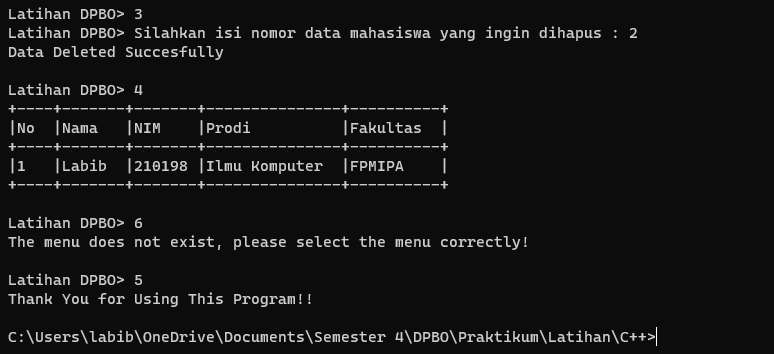 Latihan DPBO> 3
Latihan DPBO> Silahkan isi nomor data mahasiswa yang ingin dihapus : 2
Data Deleted Succesfully
Latihan DPBO> 4
+----+-------+-------+---------------+----------+
|No  |Nama   |NIM    |Prodi          |Fakultas  |
+----+-------+-------+---------------+----------+
|1   |Labib  |210198 |Ilmu Komputer  |FPMIPA    |
+----+-------+-------+---------------+----------+
Latihan DPBO> 6
The menu does not exist, please select the menu correctly!
Latihan DPBO> 5
Thank You for Using This Program!!
C:\Users\labib\OneDrive\Documents\Semester 4\DPBO\Praktikum\Latihan\C++>